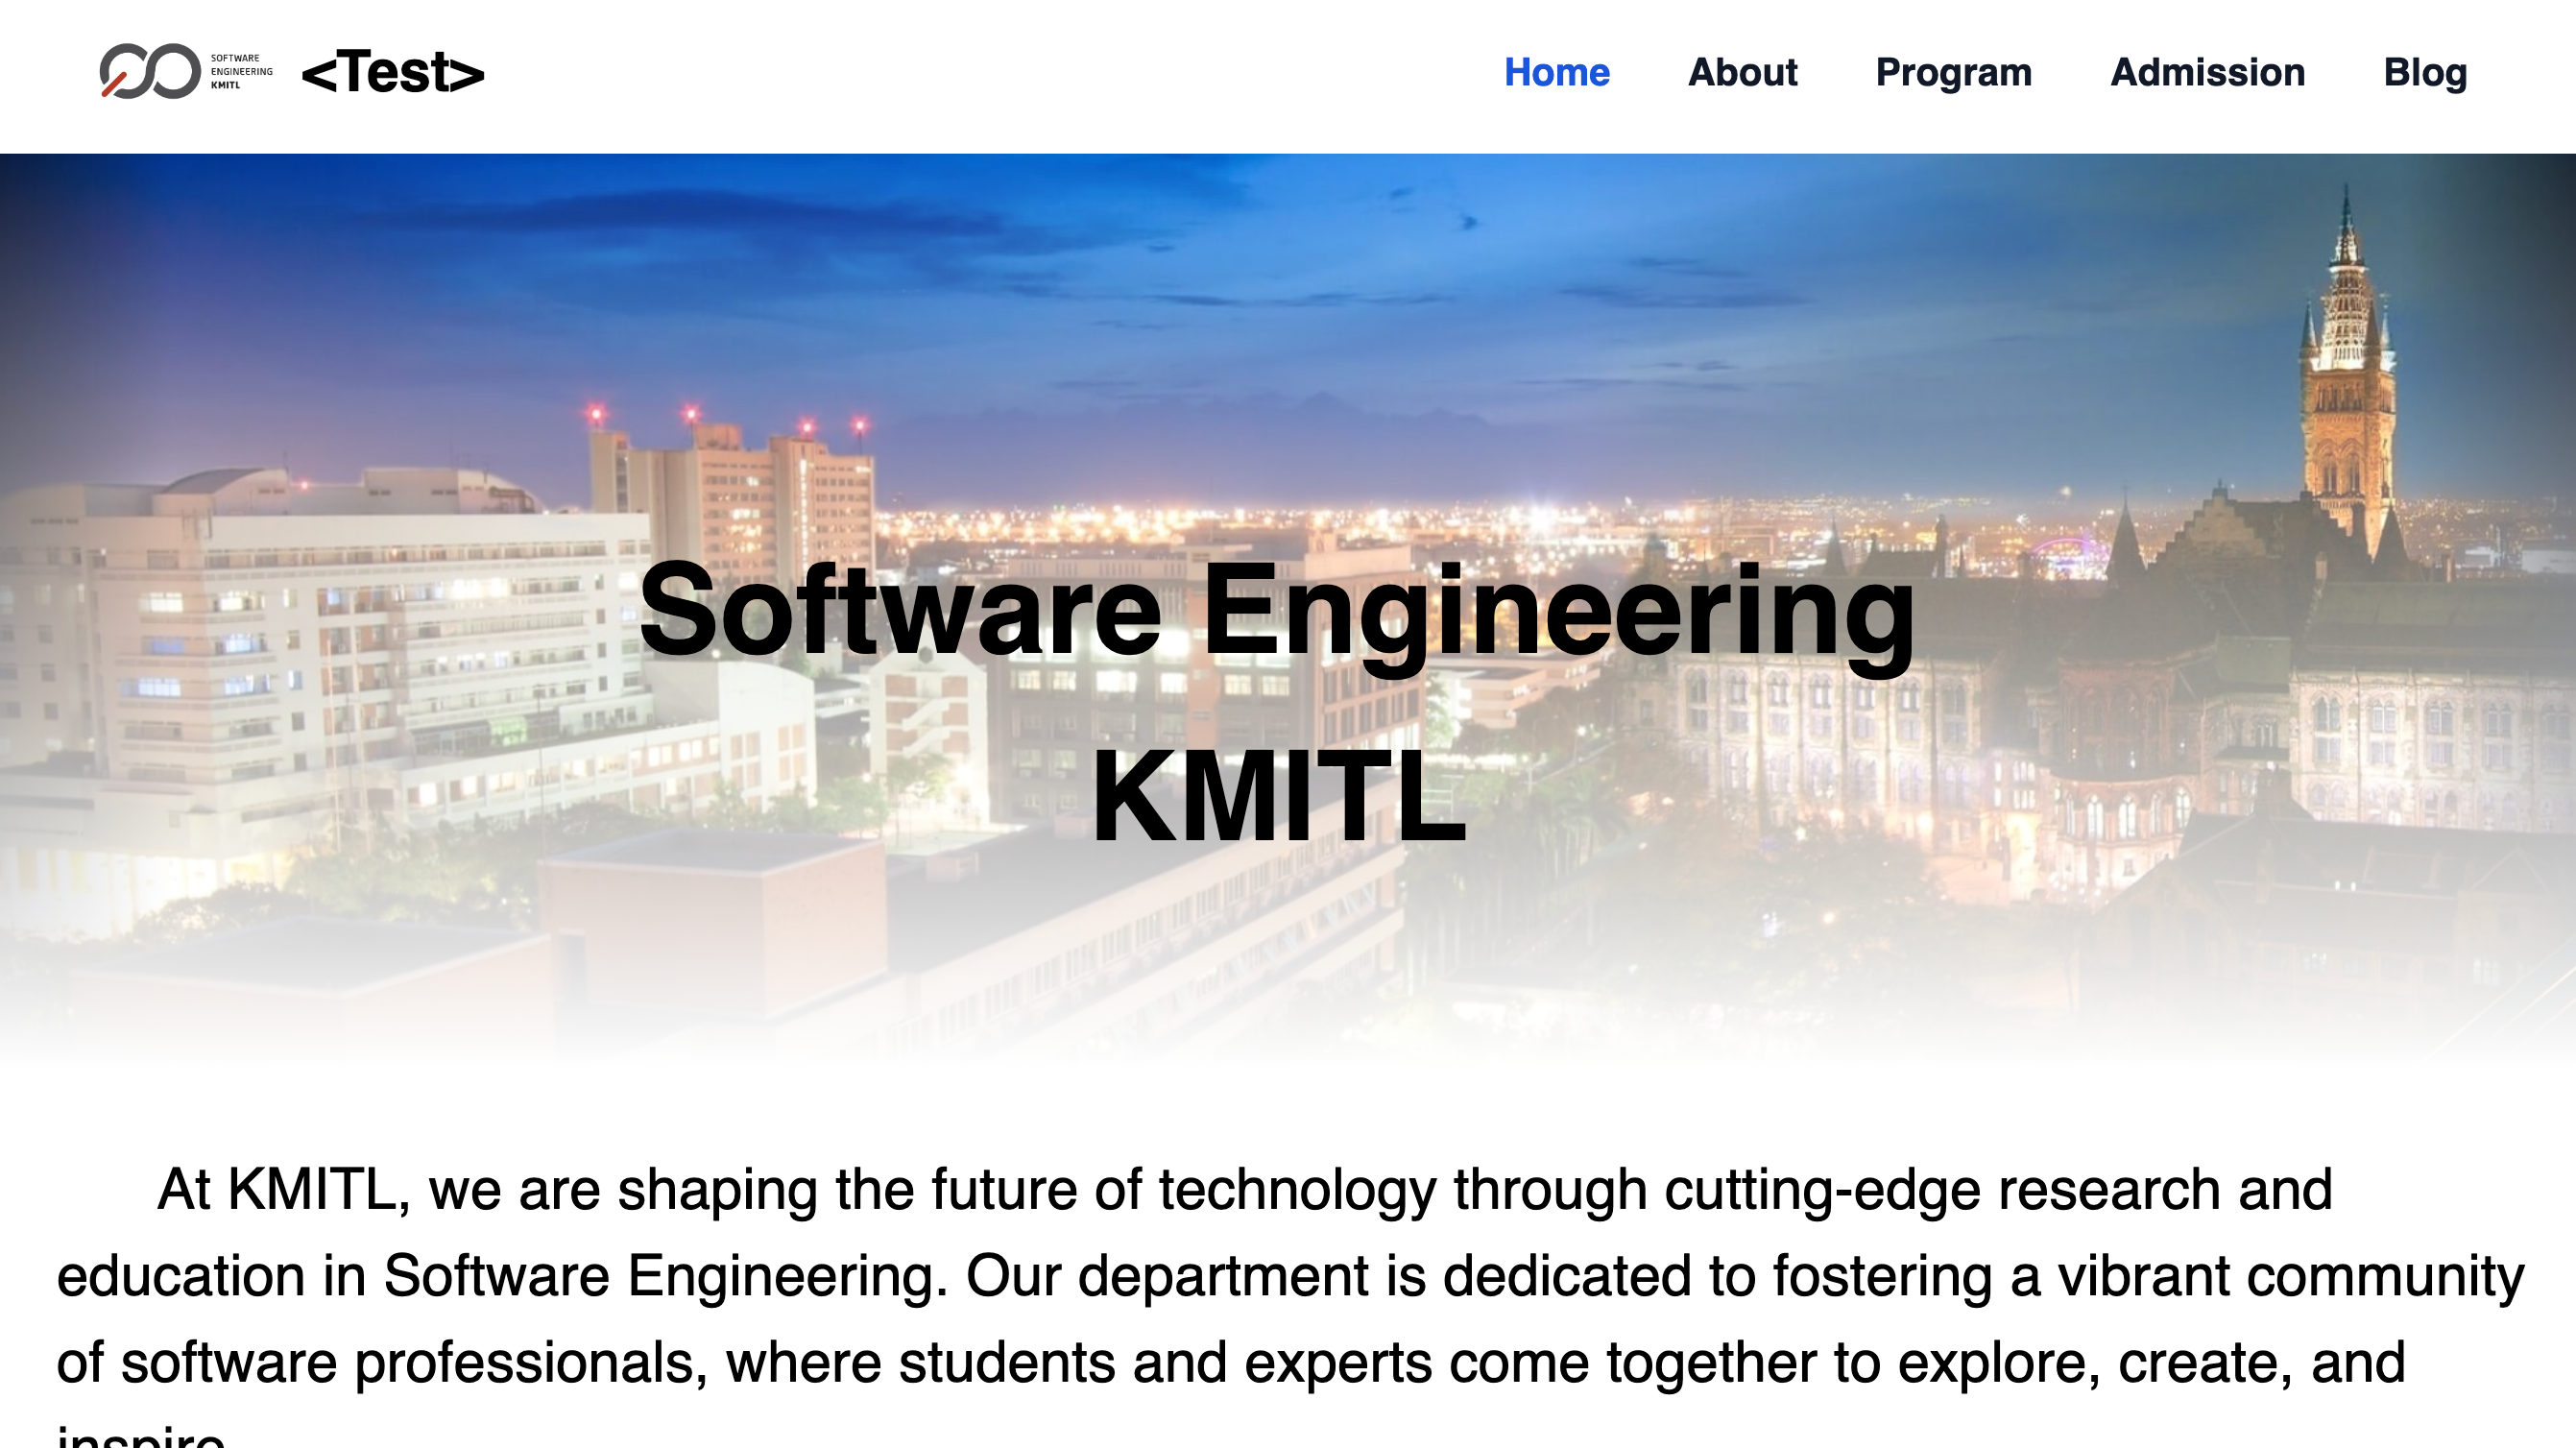 SOFTWARE
ENGINEERING
KMITL
<Test>
Home About Program Admission Blog
Software Engineering
KMITL
At KMITL, we are shaping the future of technology through cutting-edge research and
education in Software Engineering. Our department is dedicated to fostering a vibrant community
of software professionals, where students and experts come together to explore, create, and
inspire